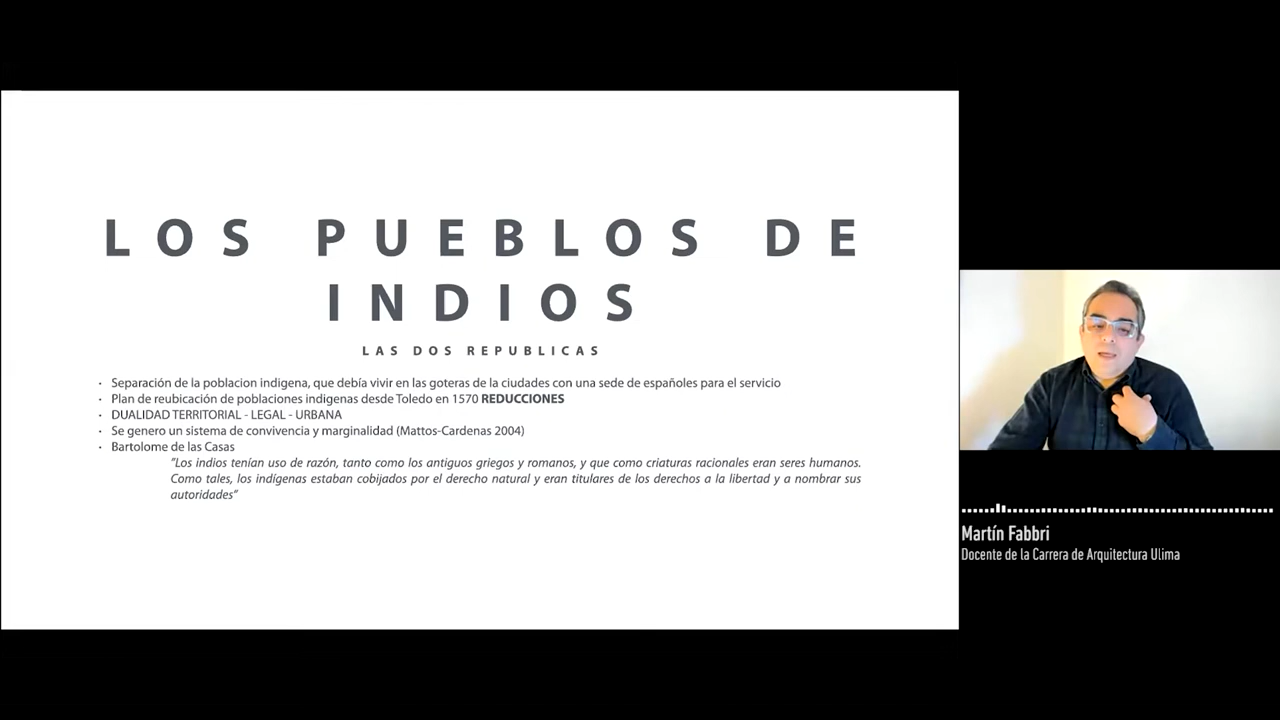 LOS PUEBLOS DE
INDIOS
LAS DOS REPUBLICAS
· Separación de la poblacion indigena, que debía vivir en las goteras de la ciudades con una sede de españoles para el servicio
· Plan de reubicación de poblaciones indigenas desde Toledo en 1570 REDUCCIONES
· DUALIDAD TERRITORIAL - LEGAL - URBANA
· Se genero un sistema de convivencia y marginalidad (Mattos-Cardenas 2004)
· Bartolome de las Casas
"Los indios tenían uso de razón, tanto como los antiguos griegos y romanos, y que como criaturas racionales eran seres humanos.
Como tales, los indígenas estaban cobijados por el derecho natural y eran titulares de los derechos a la libertad y a nombrar sus
autoridades"
Martín Fabbri
Docente de la Carrera de Arquitectura Ulima